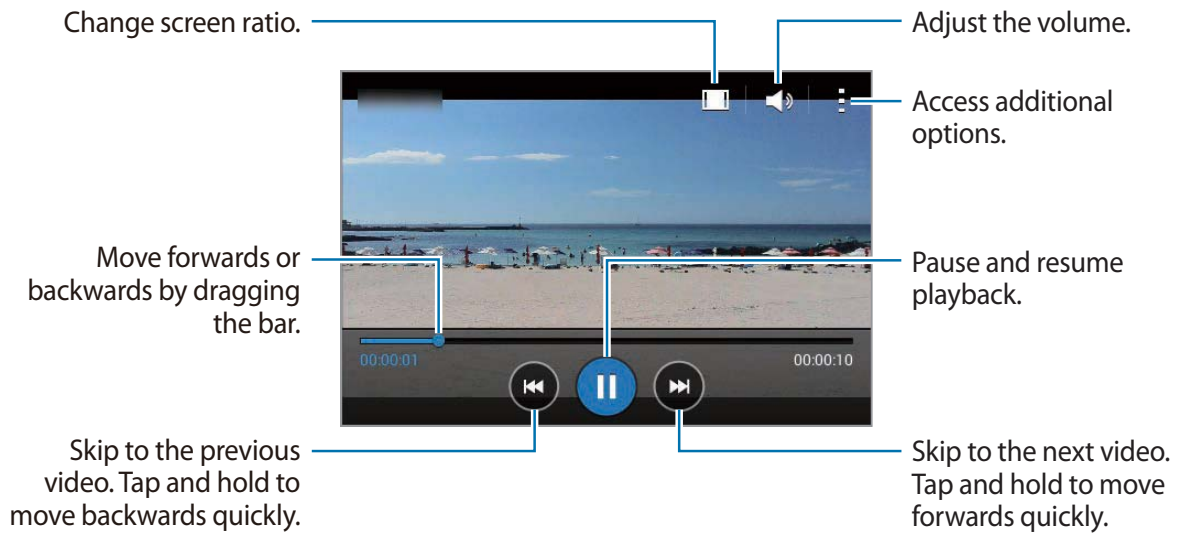 Change screen ratio.
Adjust the volume.
Access additional
options.
Move forwards or
backwards by dragging
the bar.
Pause and resume
playback.
00:00:01
00:00:10
Skip to the previous
video. Tap and hold to
move backwards quickly.
Skip to the next video.
Tap and hold to move
forwards quickly.